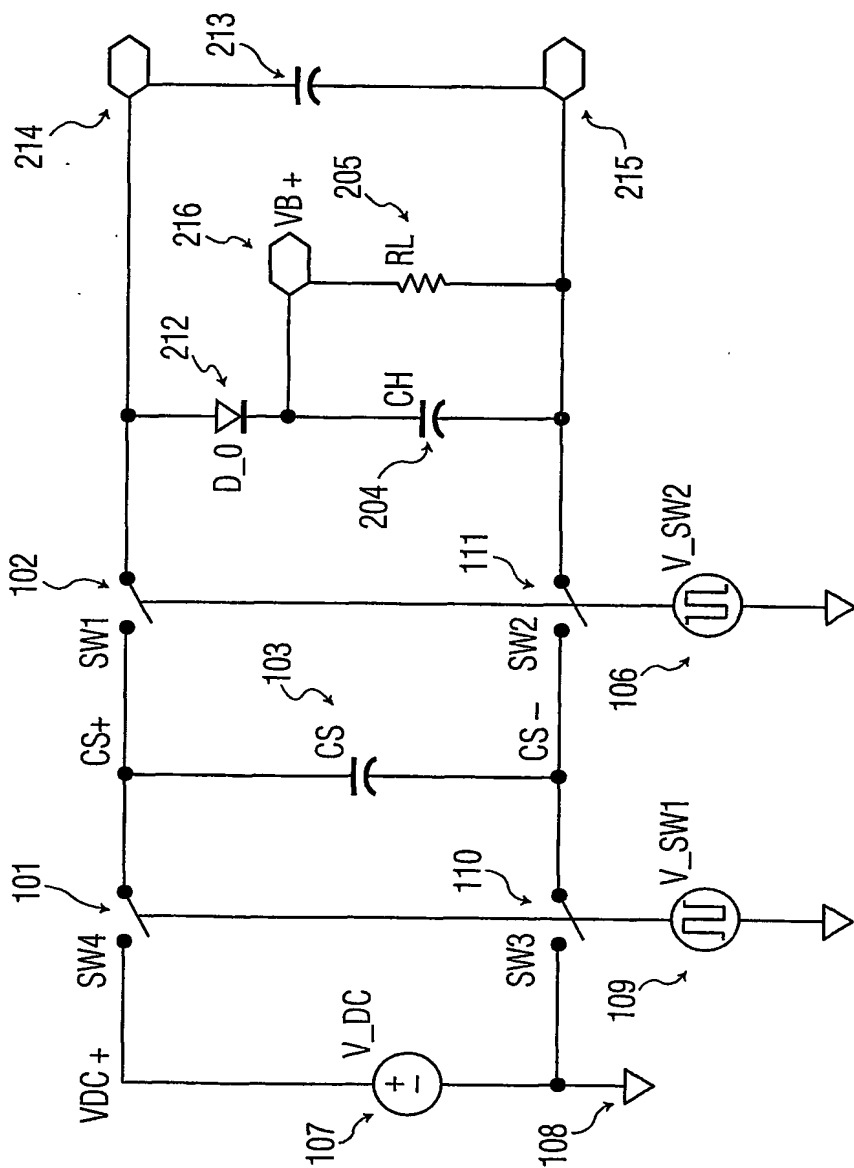 214
213
216
VB +
205
RL
215
212
D_0
CH
204
102
SW1
111
SW2
V_SW2
106
103
CS+
CS
CS –
101
SW4
110
SW3
V_SW1
109
VDC +
V_DC
107
+
–
108